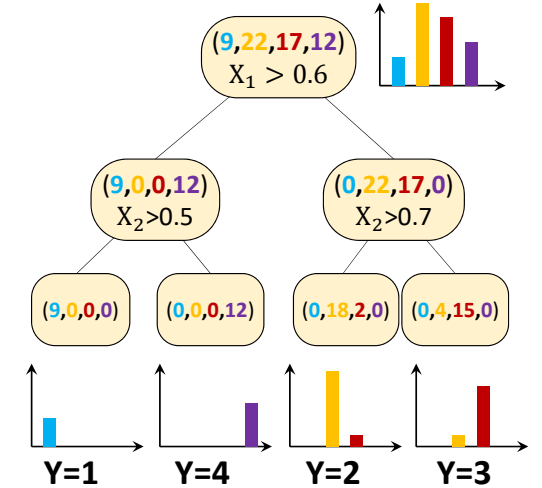 (9,22,17,12)
X₁ > 0.6
(9,0,0,12)
X₂>0.5
(0,22,17,0)
X₂>0.7
(9,0,0,0)
(0,0,0,12)
(0,18,2,0)
(0,4,15,0)
Y=1
Y=4
Y=2
Y=3